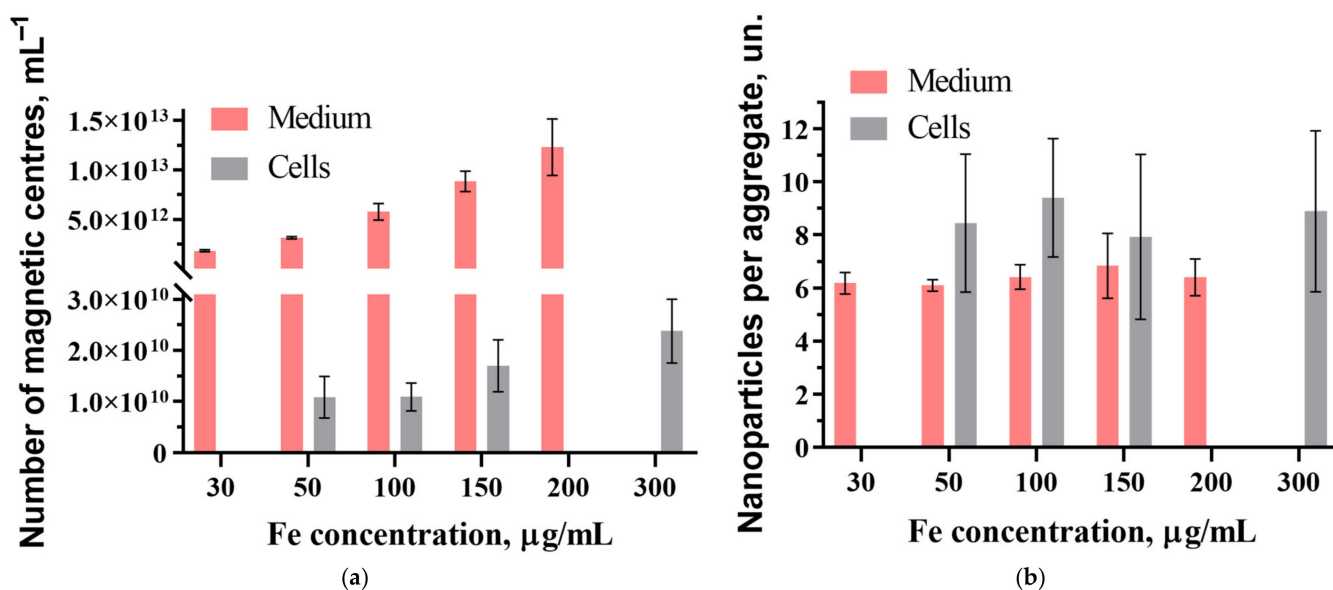 Number of magnetic centres, mL⁻¹
1.5×10¹³
1.0×10¹³
5.0×10¹²
3.0×10¹⁰
2.0×10¹⁰
1.0×10¹⁰
0
Medium
Cells
30 50 100 150 200 300
Fe concentration, μg/mL
(a)
Nanoparticles per aggregate, un.
12
10
8
6
4
2
0
Medium
Cells
30 50 100 150 200 300
Fe concentration, μg/mL
(b)